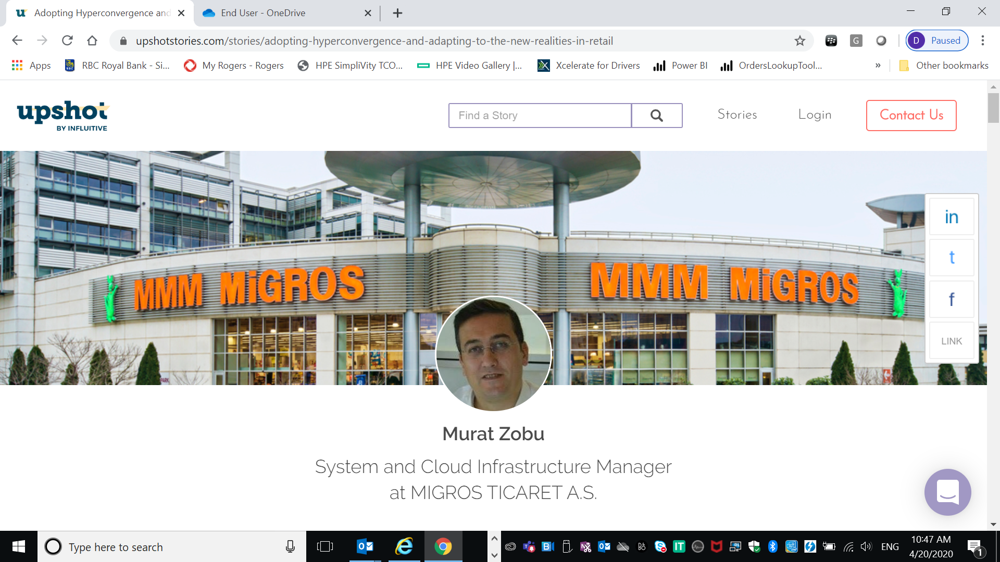 Adopting Hyperconvergence and
End User - OneDrive
upshotstories.com/stories/adopting-hyperconvergence-and-adapting-to-the-new-realities-in-retail
G
D Paused
Apps
RBC Royal Bank - Si...
My Rogers - Rogers
HPE SimpliVity TCO...
HPE Video Gallery |...
Xcelerate for Drivers
Power BI
OrdersLookupTool...
»
Other bookmarks
upshot
BY INFLUITIVE
Find a Story
Stories
Login
Contact Us
MMM MiGROS
MMM MiGROS
in
t
f
LINK
Murat Zobu
System and Cloud Infrastructure Manager
at MIGROS TICARET A.S.
Type here to search
IT
ENG
10:47 AM
4/20/2020
1